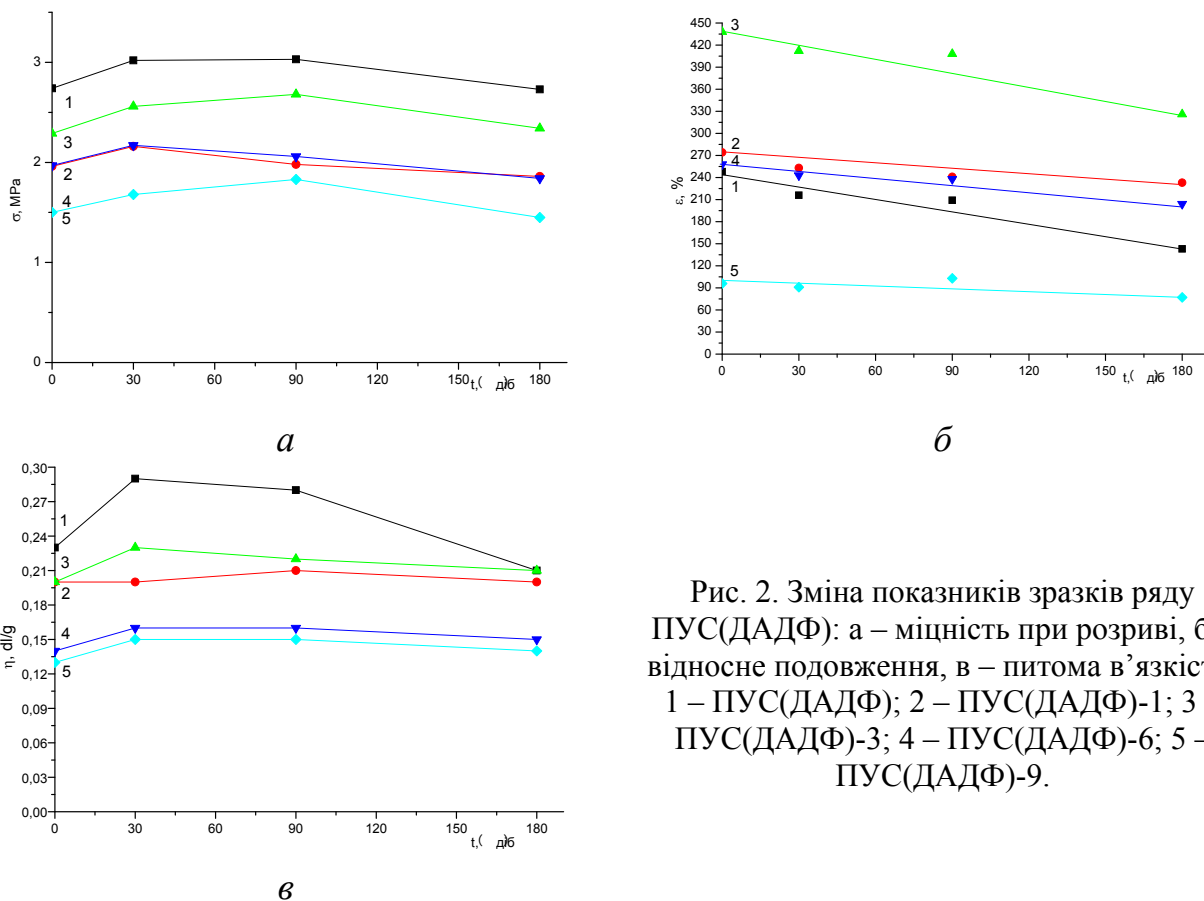 3
2
1
0
σ, MPa
1
3
2
4
5
0 30 90 120 150 180
t,( д)б
а
450
420
390
360
330
300
270
240
210
180
150
120
90
60
30
0
ε, %
3
2
4
1
5
0 30 60 90 120 150 180
t,( д)б
б
0,30
0,27
0,24
0,21
0,18
0,15
0,12
0,09
0,06
0,03
0,00
η, dl/g
1
3
2
4
5
0 30 90 120 150 180
t,( д)б
в
Рис. 2. Зміна показників зразків ряду
ПУС(ДАДФ): а – міцність при розриві, б
відносне подовження, в – питома в’язкіст
1 – ПУС(ДАДФ); 2 – ПУС(ДАДФ)-1; 3
ПУС(ДАДФ)-3; 4 – ПУС(ДАДФ)-6; 5 –
ПУС(ДАДФ)-9.